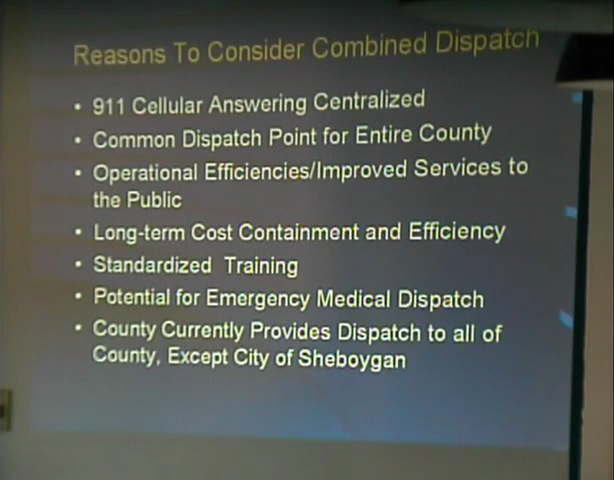 Reasons To Consider Combined Dispatch
• 911 Cellular Answering Centralized
• Common Dispatch Point for Entire County
• Operational Efficiencies/Improved Services to
the Public
• Long-term Cost Containment and Efficiency
• Standardized Training
• Potential for Emergency Medical Dispatch
• County Currently Provides Dispatch to all of
County, Except City of Sheboygan